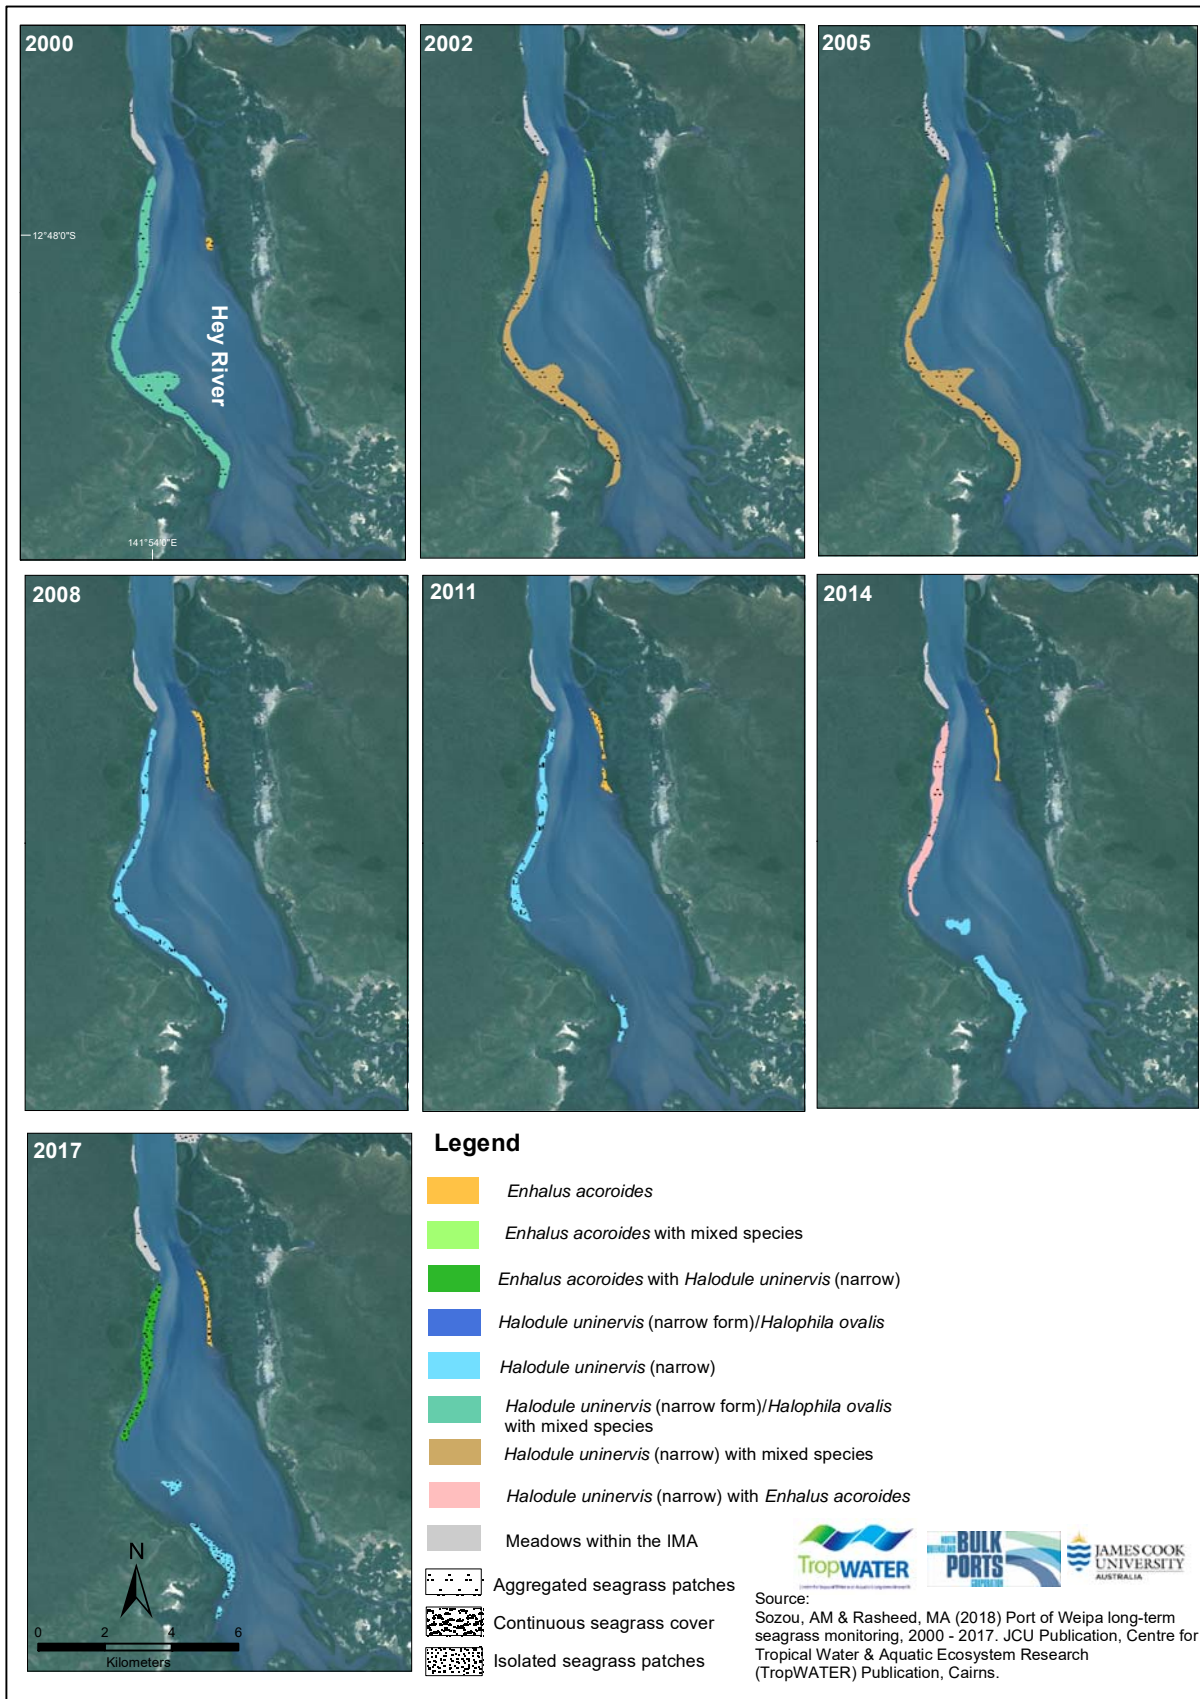 2000
2002
2005
12°48'0"S
Hey River
141°54'0"E
2008
2011
2014
2017
Legend
Enhalus acoroides
Enhalus acoroides with mixed species
Enhalus acoroides with Halodule uninervis (narrow)
Halodule uninervis (narrow form)/Halophila ovalis
Halodule uninervis (narrow)
Halodule uninervis (narrow form)/Halophila ovalis
with mixed species
Halodule uninervis (narrow) with mixed species
Halodule uninervis (narrow) with Enhalus acoroides
Meadows within the IMA
Aggregated seagrass patches
Continuous seagrass cover
Isolated seagrass patches
N
0 2 4 6
Kilometers
TropWATER
NORTH
QUEENSLAND
BULK
PORTS
CORPORATION
JAMES COOK
UNIVERSITY
AUSTRALIA
Source:
Sozou, AM & Rasheed, MA (2018) Port of Weipa long-term
seagrass monitoring, 2000 - 2017. JCU Publication, Centre for
Tropical Water & Aquatic Ecosystem Research
(TropWATER) Publication, Cairns.